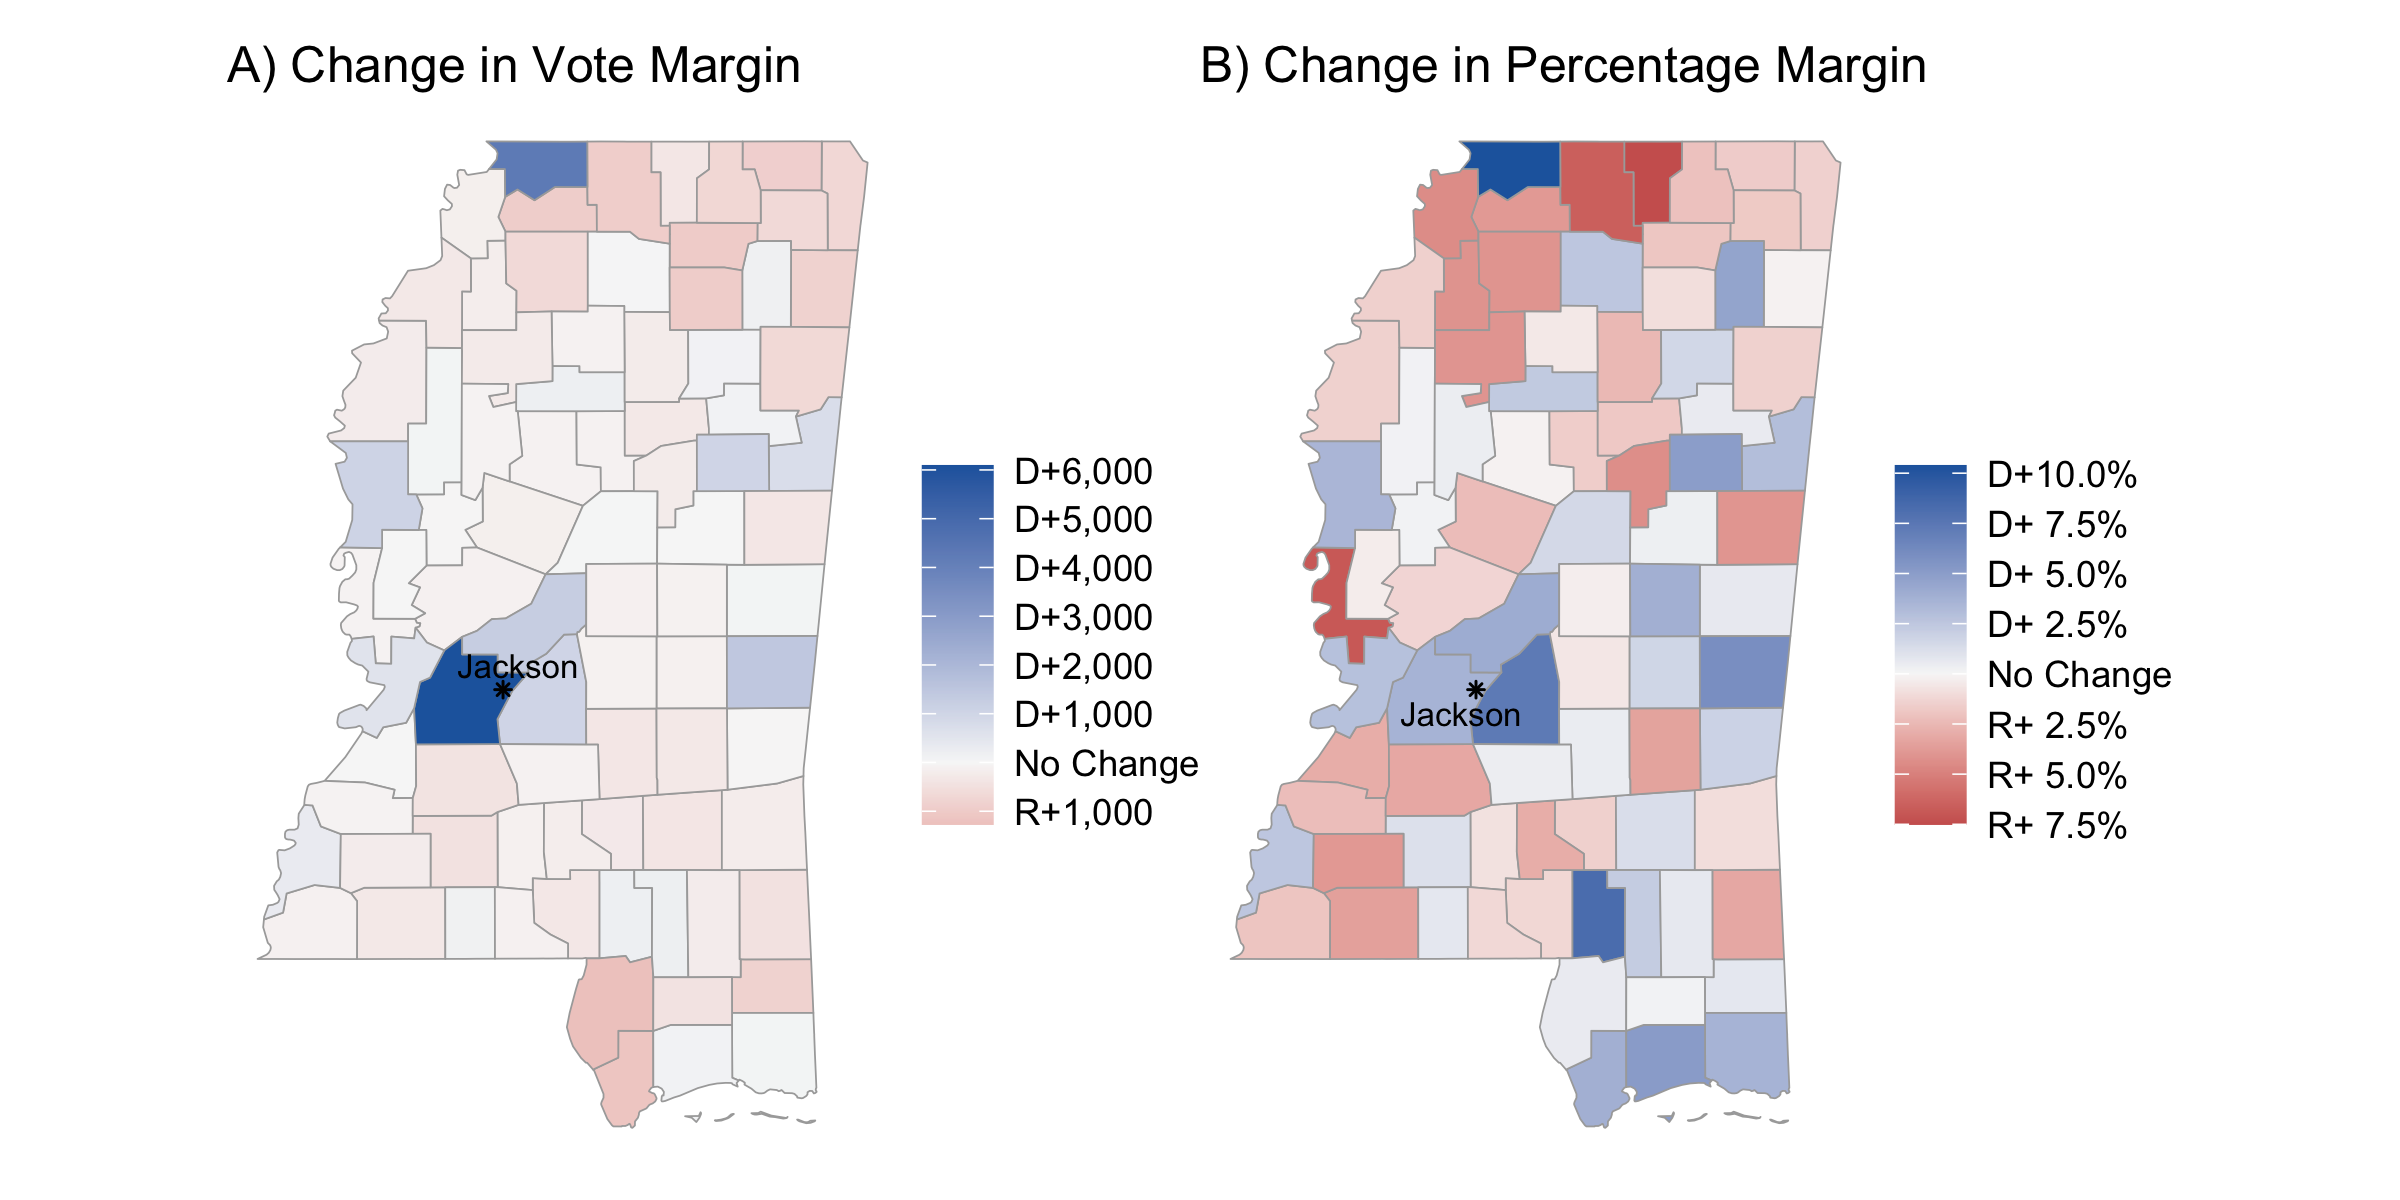 A) Change in Vote Margin
Jackson
D+6,000
D+5,000
D+4,000
D+3,000
D+2,000
D+1,000
No Change
R+1,000
B) Change in Percentage Margin
Jackson
D+10.0%
D+ 7.5%
D+ 5.0%
D+ 2.5%
No Change
R+ 2.5%
R+ 5.0%
R+ 7.5%